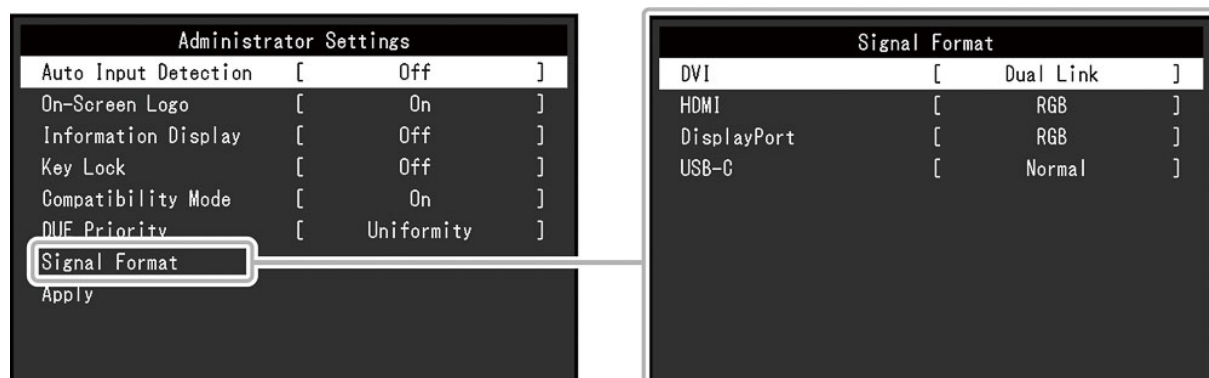 Administrator Settings
Auto Input Detection [ Off ]
On-Screen Logo [ On ]
Information Display [ Off ]
Key Lock [ Off ]
Compatibility Mode [ On ]
DUE Priority [ Uniformity ]
Signal Format
Apply
Signal Format
DVI [ Dual Link ]
HDMI [ RGB ]
DisplayPort [ RGB ]
USB-C [ Normal ]